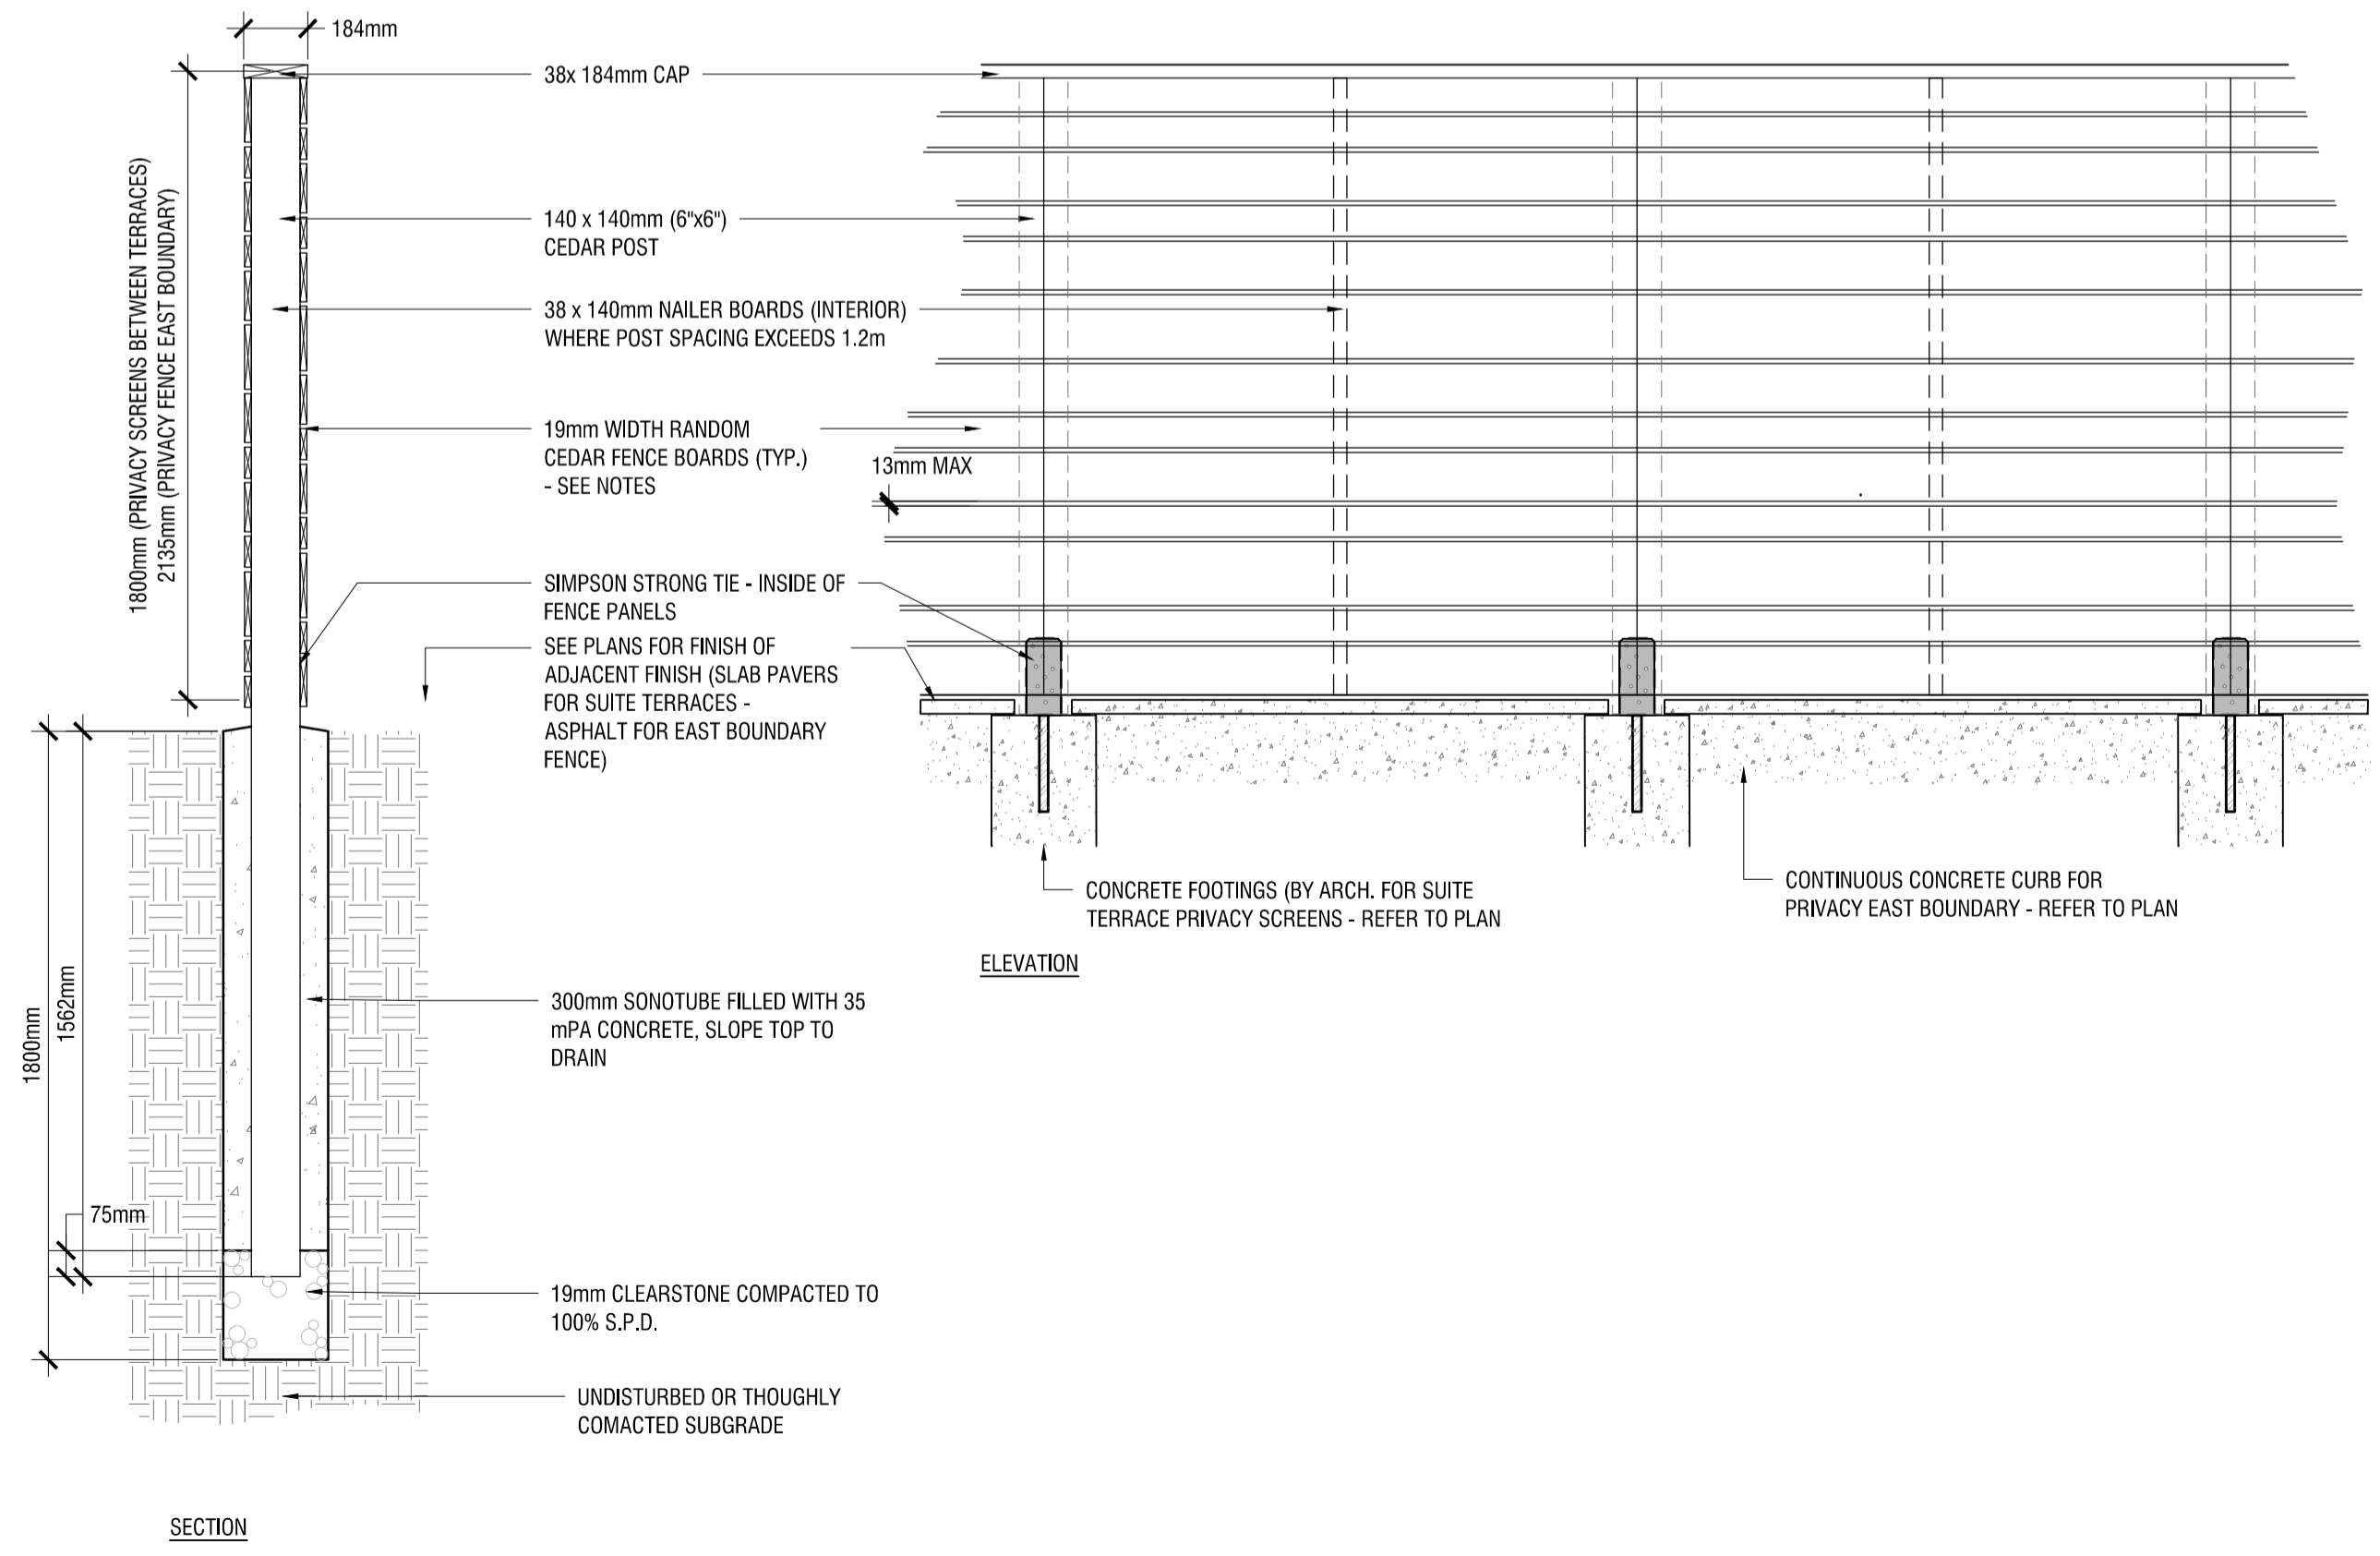 184mm
38x 184mm CAP
1800mm (PRIVACY SCREENS BETWEEN TERRACES)
2135mm (PRIVACY FENCE EAST BOUNDARY)
140 x 140mm (6"x6")
CEDAR POST
38 x 140mm NAILER BOARDS (INTERIOR)
WHERE POST SPACING EXCEEDS 1.2m
19mm WIDTH RANDOM
CEDAR FENCE BOARDS (TYP.)
- SEE NOTES
13mm MAX
SIMPSON STRONG TIE - INSIDE OF
FENCE PANELS
SEE PLANS FOR FINISH OF
ADJACENT FINISH (SLAB PAVERS
FOR SUITE TERRACES -
ASPHALT FOR EAST BOUNDARY
FENCE)
CONCRETE FOOTINGS (BY ARCH. FOR SUITE
TERRACE PRIVACY SCREENS - REFER TO PLAN
CONTINUOUS CONCRETE CURB FOR
PRIVACY EAST BOUNDARY - REFER TO PLAN
ELEVATION
1800mm
1562mm
75mm
300mm SONOTUBE FILLED WITH 35
mPA CONCRETE, SLOPE TOP TO
DRAIN
19mm CLEARSTONE COMPACTED TO
100% S.P.D.
UNDISTURBED OR THOUGHLY
COMACTED SUBGRADE
SECTION